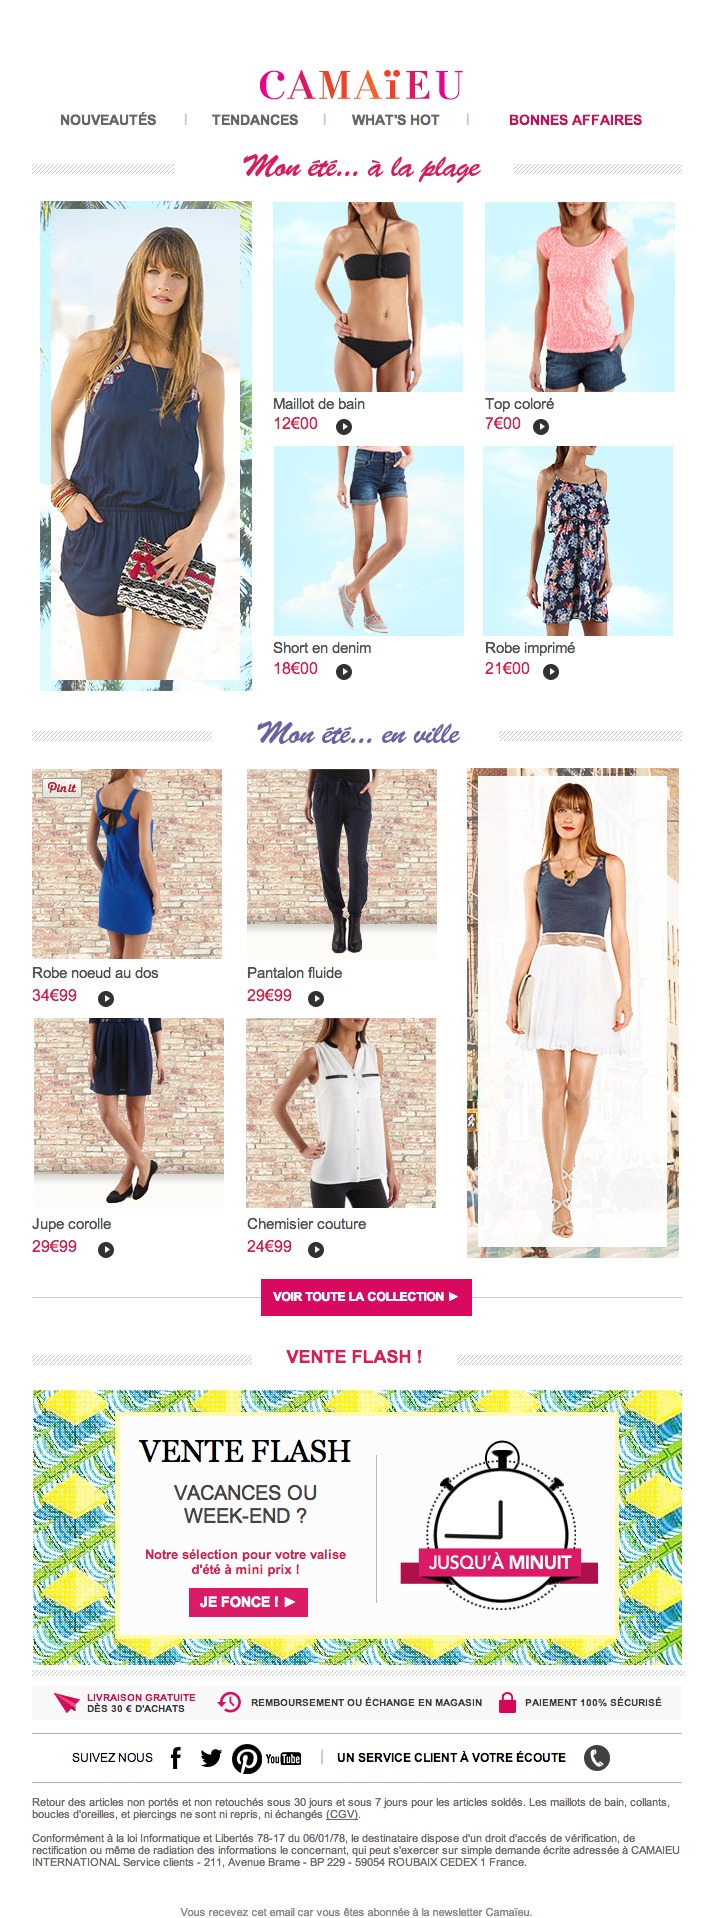 CAMAïEU
NOUVEAUTÉS | TENDANCES | WHAT'S HOT | BONNES AFFAIRES
Mon été... à la plage
Maillot de bain
12€00
Top coloré
7€00
Short en denim
18€00
Robe imprimé
21€00
Mon été... en ville
Pin it
Robe noeud au dos
34€99
Pantalon fluide
29€99
Jupe corolle
29€99
Chemisier couture
24€99
VOIR TOUTE LA COLLECTION ►
VENTE FLASH !
VENTE FLASH
VACANCES OU
WEEK-END ?
Notre sélection pour votre valise
d'été à mini prix !
JE FONCE ! ►
JUSQU'À MINUIT
LIVRAISON GRATUITE
DÈS 30 € D'ACHATS
REMBOURSEMENT OU ÉCHANGE EN MAGASIN
PAIEMENT 100% SÉCURISÉ
SUIVEZ NOUS
You Tube
UN SERVICE CLIENT À VOTRE ÉCOUTE
Retour des articles non portés et non retouchés sous 30 jours et sous 7 jours pour les articles soldés. Les maillots de bain, collants,
boucles d'oreilles, et piercings ne sont ni repris, ni échangés (CGV).
Conformément à la loi Informatique et Libertés 78-17 du 06/01/78, le destinataire dispose d'un droit d'accés de vérification, de
rectification ou même de radiation des informations le concernant, qui peut s'exercer sur simple demande écrite adressée à CAMAIEU
INTERNATIONAL Service clients - 211, Avenue Brame - BP 229 - 59054 ROUBAIX CEDEX 1 France.
Vous recevez cet email car vous êtes abonnée à la newsletter Camaïeu.